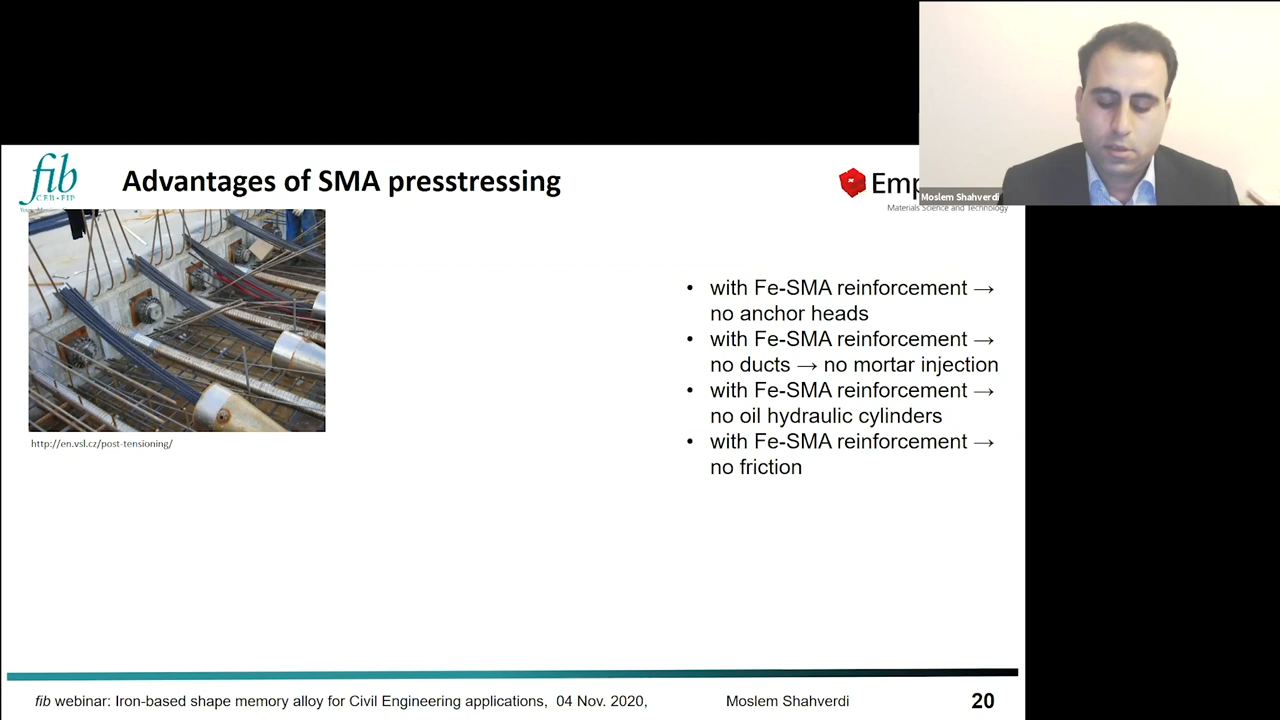 fib
CEB-FIP
Advantages of SMA presstressing
Emp
Materials Science and Technology
Moslem Shahverdi
http://en.vsl.cz/post-tensioning/
• with Fe-SMA reinforcement →
no anchor heads
• with Fe-SMA reinforcement →
no ducts → no mortar injection
• with Fe-SMA reinforcement →
no oil hydraulic cylinders
• with Fe-SMA reinforcement →
no friction
fib webinar: Iron-based shape memory alloy for Civil Engineering applications, 04 Nov. 2020,
Moslem Shahverdi
20